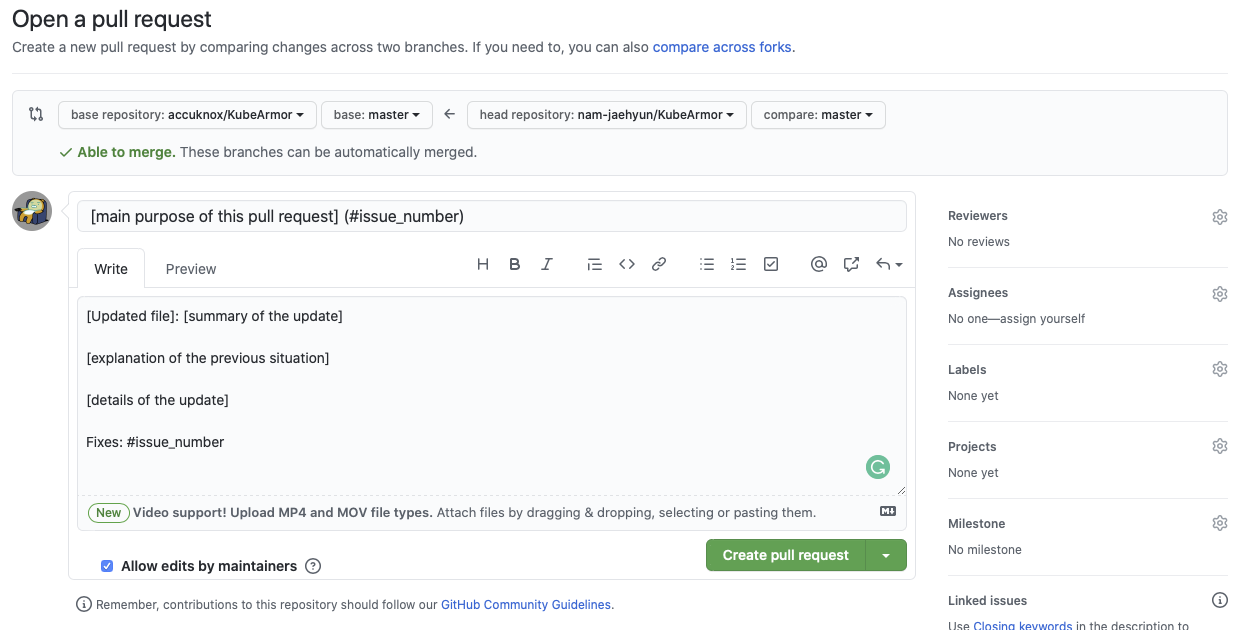 Open a pull request
Create a new pull request by comparing changes across two branches. If you need to, you can also compare across forks.
base repository: accuknox/KubeArmor base: master ← head repository: nam-jaehyun/KubeArmor compare: master
Able to merge. These branches can be automatically merged.
[main purpose of this pull request] (#issue_number)
Write Preview
[Updated file]: [summary of the update]
[explanation of the previous situation]
[details of the update]
Fixes: #issue_number
New Video support! Upload MP4 and MOV file types. Attach files by dragging & dropping, selecting or pasting them.
Allow edits by maintainers
Create pull request
Remember, contributions to this repository should follow our GitHub Community Guidelines.
Reviewers
No reviews
Assignees
No one—assign yourself
Labels
None yet
Projects
None yet
Milestone
No milestone
Linked issues
Use Closing keywords in the description to